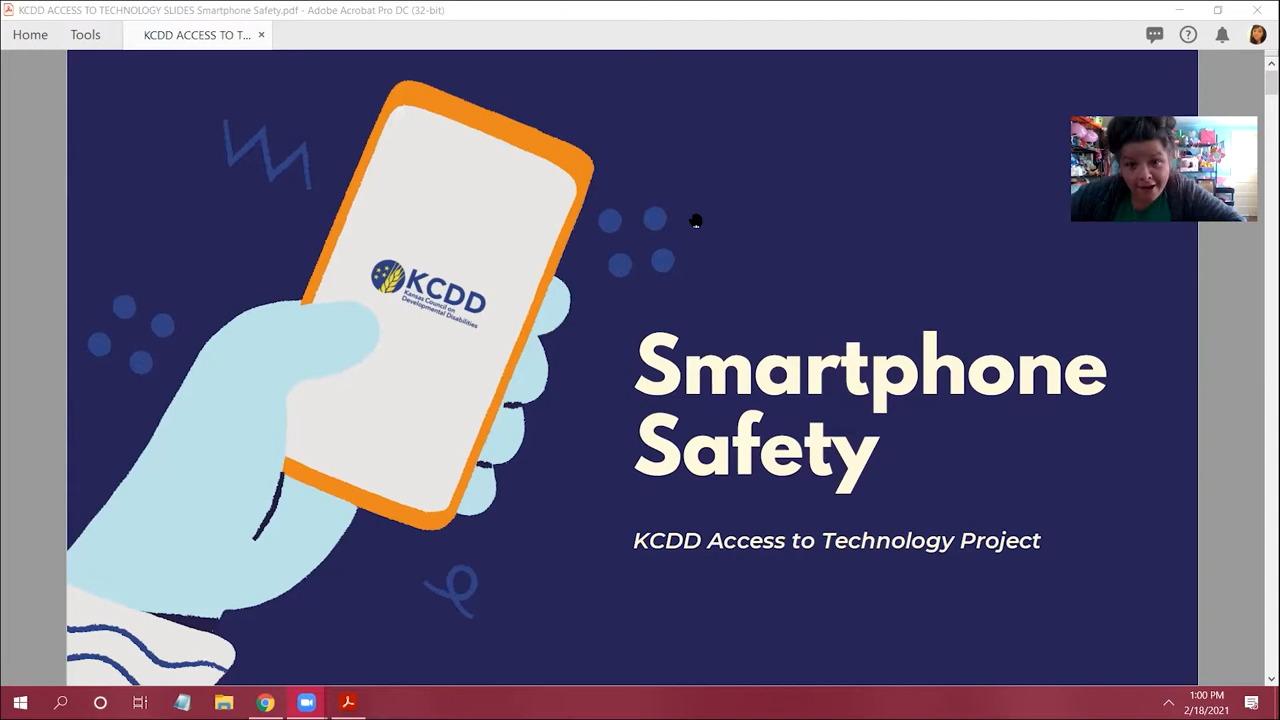 KCDD ACCESS TO TECHNOLOGY SLIDES Smartphone Safety.pdf - Adobe Acrobat Pro DC (32-bit)
Home
Tools
KCDD ACCESS TO T...
KCDD
Kansas Council on
Developmental Disabilities
Smartphone
Safety
KCDD Access to Technology Project
1:00 PM
2/18/2021